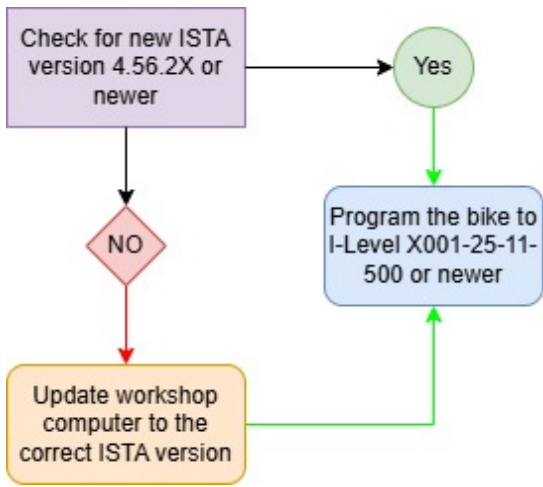 Check for new ISTA
version 4.56.2X or
newer
Yes
NO
Program the bike to
I-Level X001-25-11-
500 or newer
Update workshop
computer to the
correct ISTA version